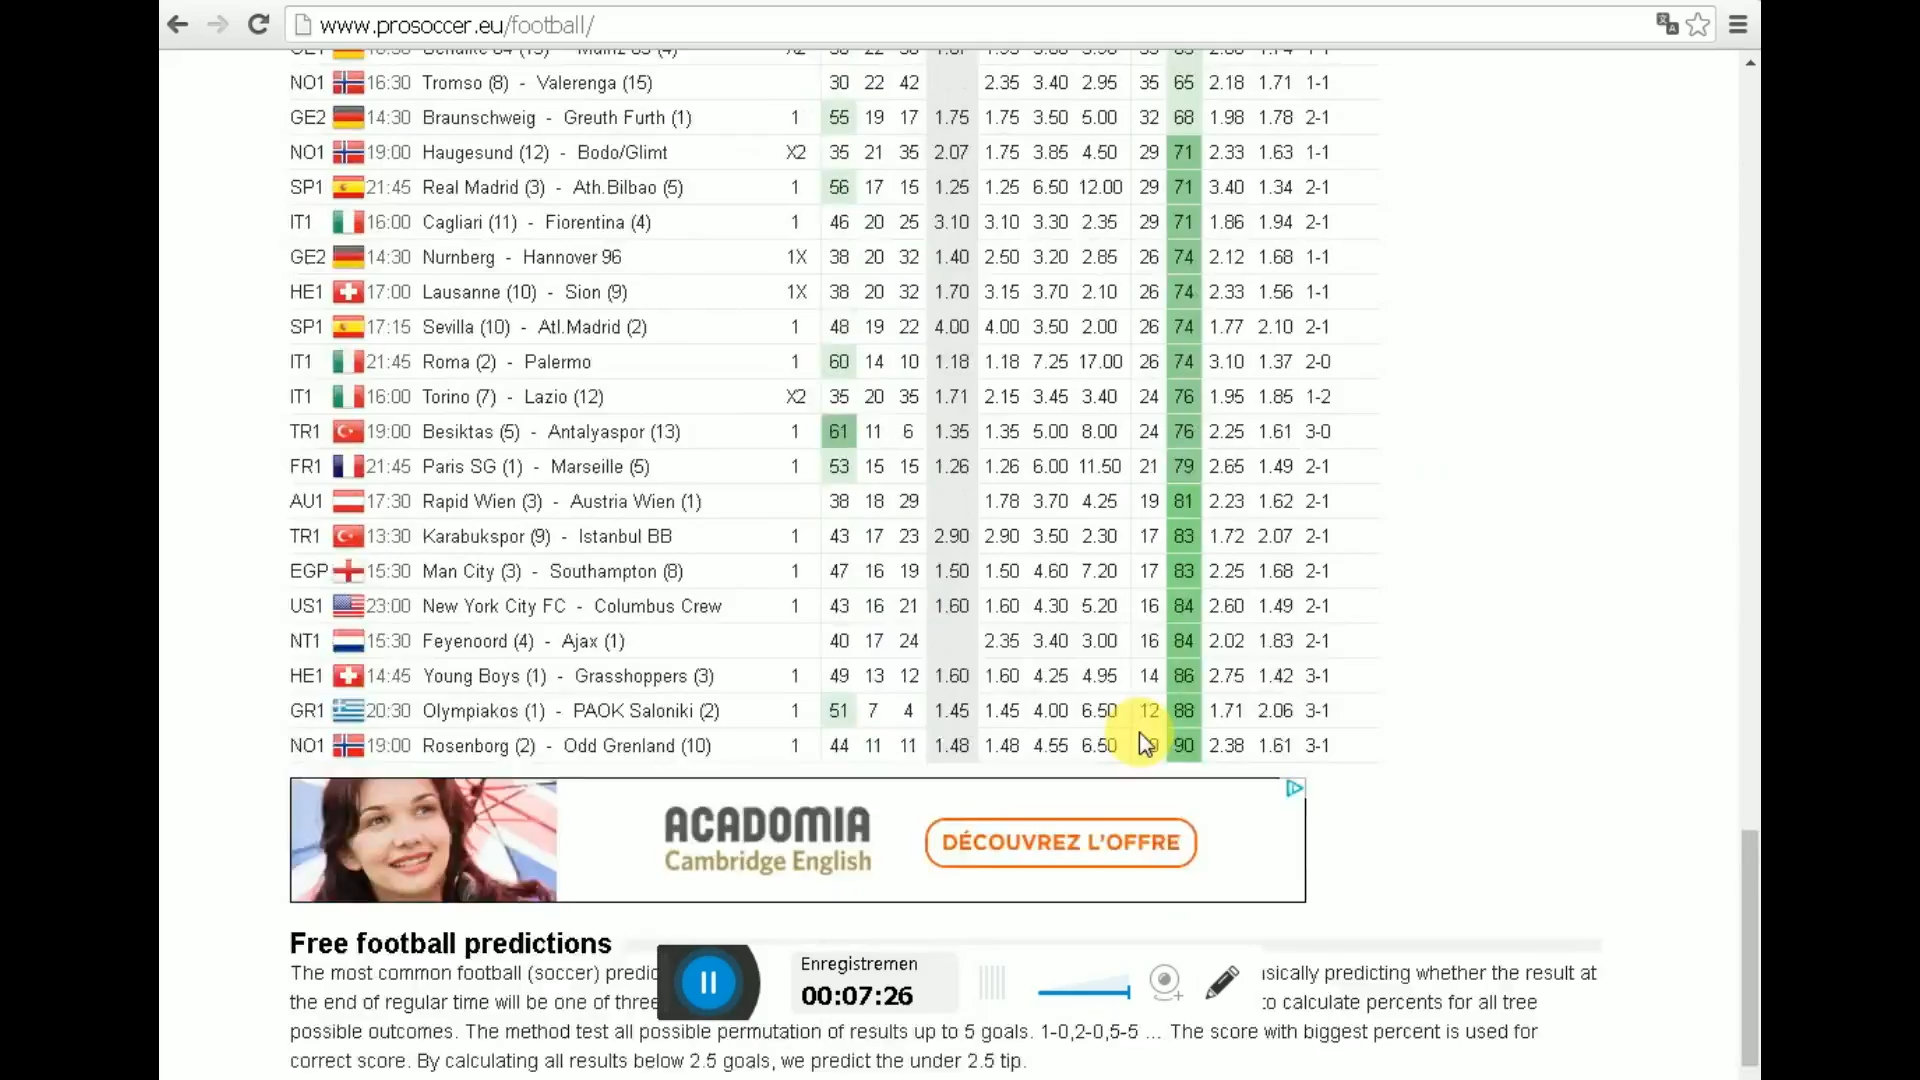 www.prosoccer.eu/football/
NO1 16:30 Tromso (8) - Valerenga (15) 30 22 42 2.35 3.40 2.95 35 65 2.18 1.71 1-1
GE2 14:30 Braunschweig - Greuth Furth (1) 1 55 19 17 1.75 1.75 3.50 5.00 32 68 1.98 1.78 2-1
NO1 19:00 Haugesund (12) - Bodo/Glimt X2 35 21 35 2.07 1.75 3.85 4.50 29 71 2.33 1.63 1-1
SP1 21:45 Real Madrid (3) - Ath.Bilbao (5) 1 56 17 15 1.25 1.25 6.50 12.00 29 71 3.40 1.34 2-1
IT1 16:00 Cagliari (11) - Fiorentina (4) 1 46 20 25 3.10 3.10 3.30 2.35 29 71 1.86 1.94 2-1
GE2 14:30 Nurnberg - Hannover 96 1X 38 20 32 1.40 2.50 3.20 2.85 26 74 2.12 1.68 1-1
HE1 17:00 Lausanne (10) - Sion (9) 1X 38 20 32 1.70 3.15 3.70 2.10 26 74 2.33 1.56 1-1
SP1 17:15 Sevilla (10) - Atl.Madrid (2) 1 48 19 22 4.00 4.00 3.50 2.00 26 74 1.77 2.10 2-1
IT1 21:45 Roma (2) - Palermo 1 60 14 10 1.18 1.18 7.25 17.00 26 74 3.10 1.37 2-0
IT1 16:00 Torino (7) - Lazio (12) X2 35 20 35 1.71 2.15 3.45 3.40 24 76 1.95 1.85 1-2
TR1 19:00 Besiktas (5) - Antalyaspor (13) 1 61 11 6 1.35 1.35 5.00 8.00 24 76 2.25 1.61 3-0
FR1 21:45 Paris SG (1) - Marseille (5) 1 53 15 15 1.26 1.26 6.00 11.50 21 79 2.65 1.49 2-1
AU1 17:30 Rapid Wien (3) - Austria Wien (1) 38 18 29 1.78 3.70 4.25 19 81 2.23 1.62 2-1
TR1 13:30 Karabukspor (9) - Istanbul BB 1 43 17 23 2.90 2.90 3.50 2.30 17 83 1.72 2.07 2-1
EGP 15:30 Man City (3) - Southampton (8) 1 47 16 19 1.50 1.50 4.60 7.20 17 83 2.25 1.68 2-1
US1 23:00 New York City FC - Columbus Crew 1 43 16 21 1.60 1.60 4.30 5.20 16 84 2.60 1.49 2-1
NT1 15:30 Feyenoord (4) - Ajax (1) 40 17 24 2.35 3.40 3.00 16 84 2.02 1.83 2-1
HE1 14:45 Young Boys (1) - Grasshoppers (3) 1 49 13 12 1.60 1.60 4.25 4.95 14 86 2.75 1.42 3-1
GR1 20:30 Olympiakos (1) - PAOK Saloniki (2) 1 51 7 4 1.45 1.45 4.00 6.50 12 88 1.71 2.06 3-1
NO1 19:00 Rosenborg (2) - Odd Grenland (10) 1 44 11 11 1.48 1.48 4.55 6.50 90 2.38 1.61 3-1
ACADOMIA
Cambridge English
DÉCOUVREZ L'OFFRE
Free football predictions
The most common football (soccer) predic sically predicting whether the result at
the end of regular time will be one of three to calculate percents for all tree
possible outcomes. The method test all possible permutation of results up to 5 goals. 1-0,2-0,5-5 ... The score with biggest percent is used for
correct score. By calculating all results below 2.5 goals, we predict the under 2.5 tip.
Enregistremen
00:07:26